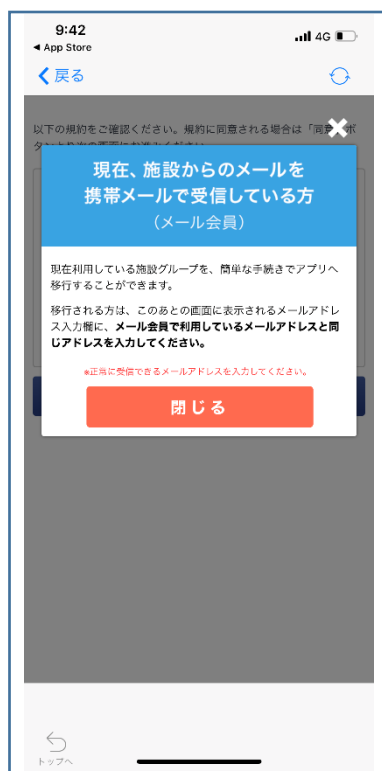 9:42
4G
◀ App Store
戻る
以下の規約をご確認ください。規約に同意される場合は「同意
現在、施設からのメールを
携帯メールで受信している方
（メール会員）
現在利用している施設グループを、簡単な手続きでアプリへ
移行することができます。
移行される方は、このあとの画面に表示されるメールアドレ
ス入力欄に、メール会員で利用しているメールアドレスと同
じアドレスを入力してください。
※正常に受信できるメールアドレスを入力してください。
閉じる
トップへ